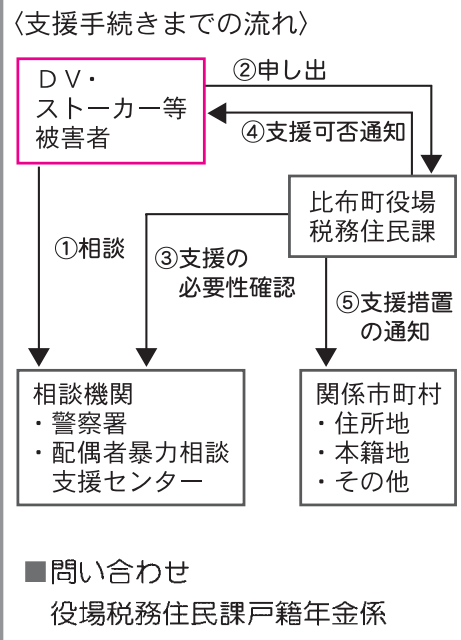 〈支援手続きまでの流れ〉
ＤＶ・
ストーカー等
被害者
②申し出
④支援可否通知
比布町役場
税務住民課
①相談
③支援の
必要性確認
⑤支援措置
の通知
相談機関
・警察署
・配偶者暴力相談
支援センター
関係市町村
・住所地
・本籍地
・その他
■問い合わせ
役場税務住民課戸籍年金係